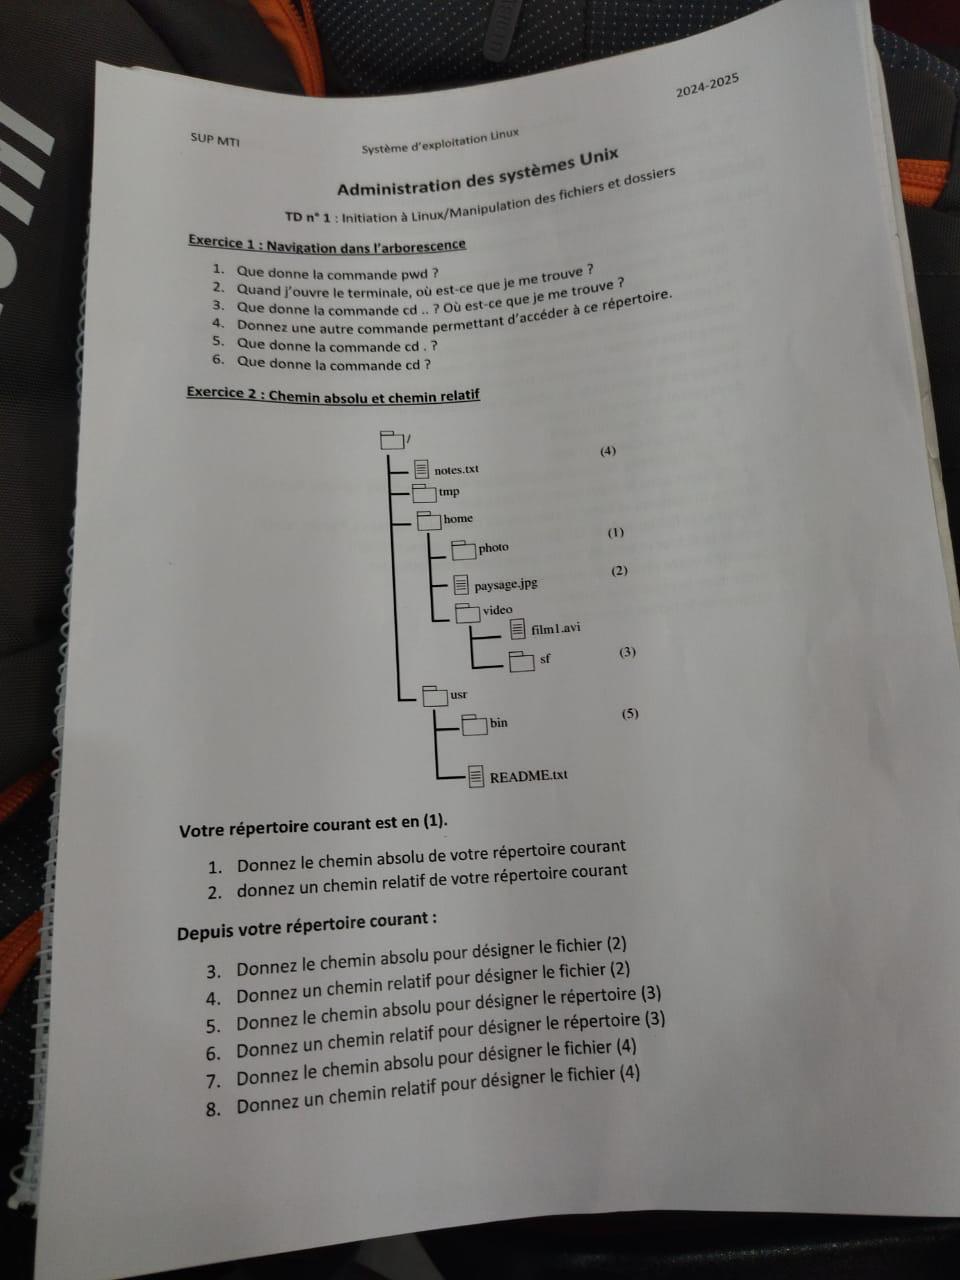 2024-2025
SUP MTI
Système d'exploitation Linux
Administration des systèmes Unix
TD n° 1 : Initiation à Linux/Manipulation des fichiers et dossiers
Exercice 1 : Navigation dans l'arborescence
1. Que donne la commande pwd ?
2. Quand j'ouvre le terminale, où est-ce que je me trouve ?
3. Que donne la commande cd .. ? Où est-ce que je me trouve ?
4. Donnez une autre commande permettant d'accéder à ce répertoire.
5. Que donne la commande cd . ?
6. Que donne la commande cd ?
Exercice 2 : Chemin absolu et chemin relatif
/
(4)
notes.txt
tmp
home
(1)
photo
(2)
paysage.jpg
video
film1.avi
sf (3)
usr
bin (5)
README.txt
Votre répertoire courant est en (1).
1. Donnez le chemin absolu de votre répertoire courant
2. donnez un chemin relatif de votre répertoire courant
Depuis votre répertoire courant :
3. Donnez le chemin absolu pour désigner le fichier (2)
4. Donnez un chemin relatif pour désigner le fichier (2)
5. Donnez le chemin absolu pour désigner le répertoire (3)
6. Donnez un chemin relatif pour désigner le répertoire (3)
7. Donnez le chemin absolu pour désigner le fichier (4)
8. Donnez un chemin relatif pour désigner le fichier (4)